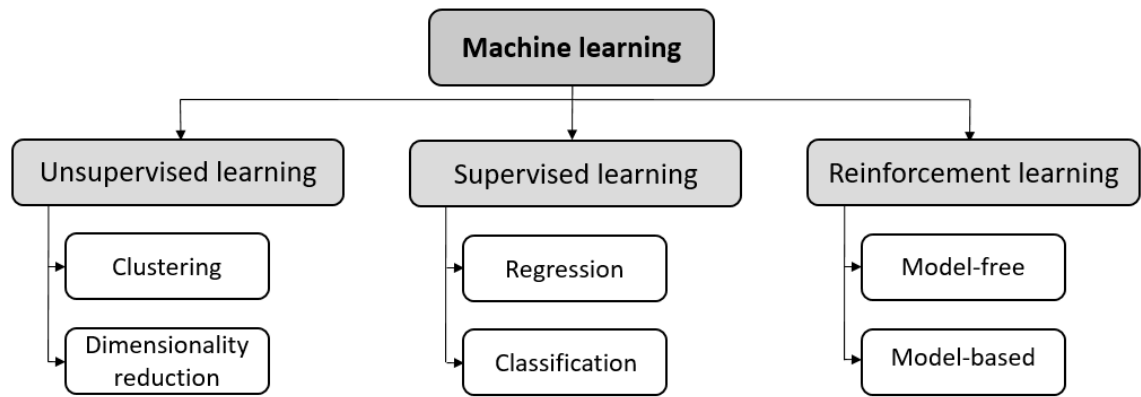 Machine learning
Unsupervised learning
Clustering
Dimensionality
reduction
Supervised learning
Regression
Classification
Reinforcement learning
Model-free
Model-based